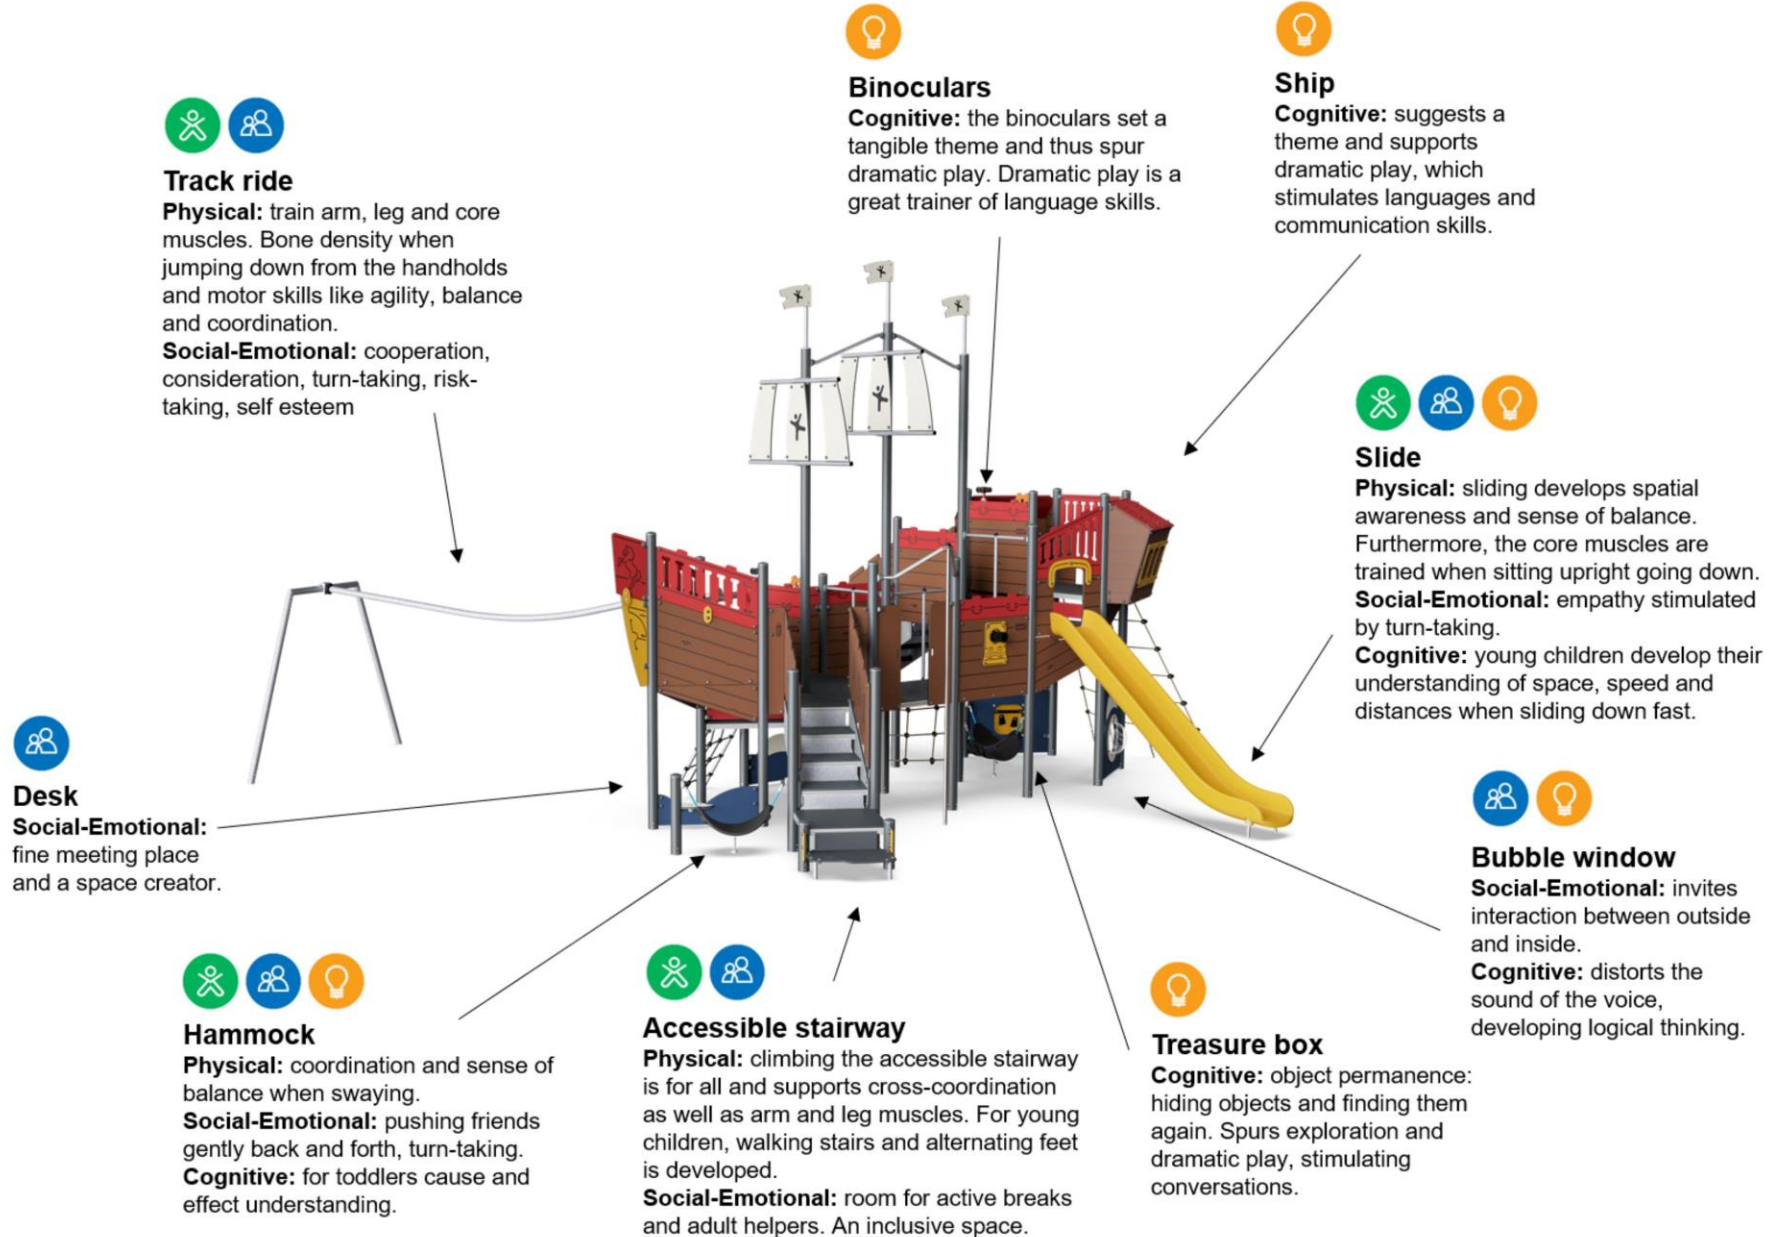 Binoculars
Cognitive: the binoculars set a
tangible theme and thus spur
dramatic play. Dramatic play is a
great trainer of language skills.
Ship
Cognitive: suggests a
theme and supports
dramatic play, which
stimulates languages and
communication skills.
Track ride
Physical: train arm, leg and core
muscles. Bone density when
jumping down from the handholds
and motor skills like agility, balance
and coordination.
Social-Emotional: cooperation,
consideration, turn-taking, risk-
taking, self esteem
Slide
Physical: sliding develops spatial
awareness and sense of balance.
Furthermore, the core muscles are
trained when sitting upright going down.
Social-Emotional: empathy stimulated
by turn-taking.
Cognitive: young children develop their
understanding of space, speed and
distances when sliding down fast.
Desk
Social-Emotional:
fine meeting place
and a space creator.
Bubble window
Social-Emotional: invites
interaction between outside
and inside.
Cognitive: distorts the
sound of the voice,
developing logical thinking.
Hammock
Physical: coordination and sense of
balance when swaying.
Social-Emotional: pushing friends
gently back and forth, turn-taking.
Cognitive: for toddlers cause and
effect understanding.
Accessible stairway
Physical: climbing the accessible stairway
is for all and supports cross-coordination
as well as arm and leg muscles. For young
children, walking stairs and alternating feet
is developed.
Social-Emotional: room for active breaks
and adult helpers. An inclusive space.
Treasure box
Cognitive: object permanence:
hiding objects and finding them
again. Spurs exploration and
dramatic play, stimulating
conversations.